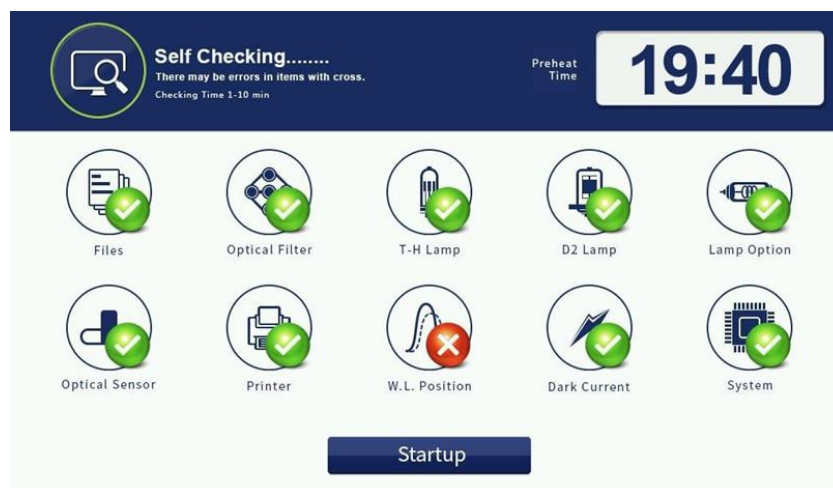 Self Checking........
There may be errors in items with cross.
Checking Time 1-10 min
Preheat
Time
19:40
Files
Optical Filter
T-H Lamp
D2 Lamp
Lamp Option
Optical Sensor
Printer
W.L. Position
Dark Current
System
Startup